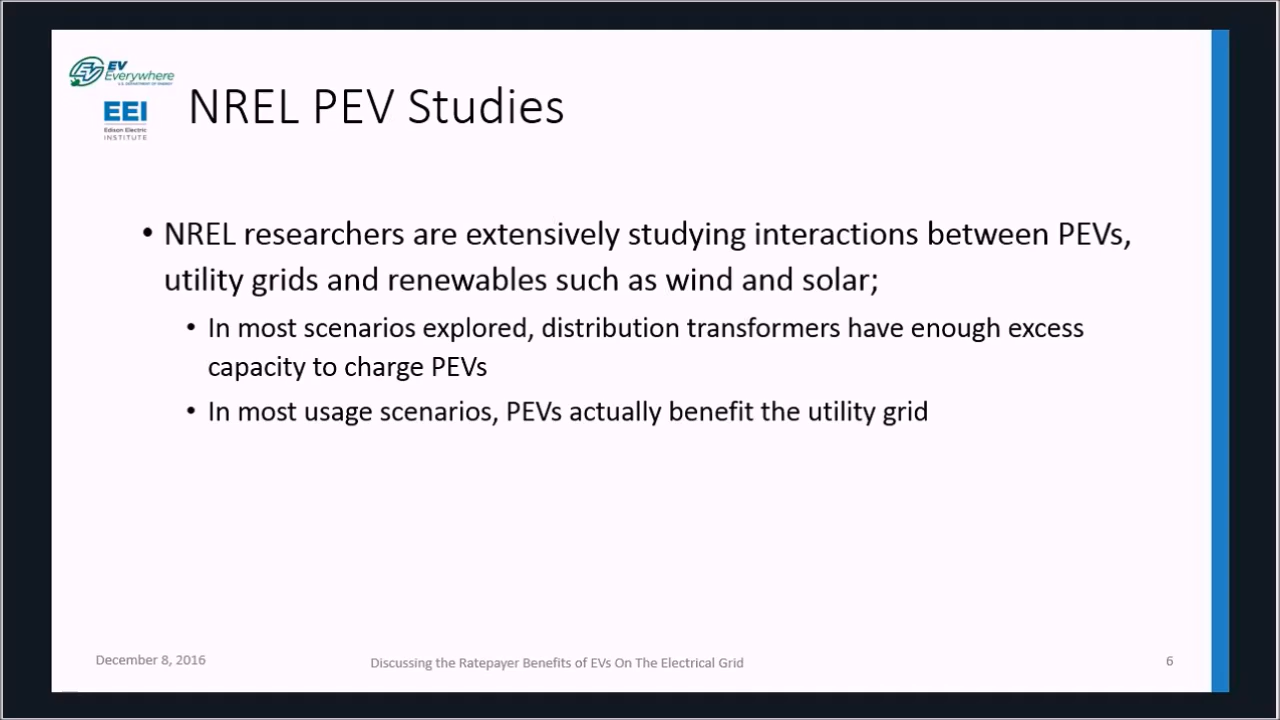 EV
Everywhere
U.S. DEPARTMENT OF ENERGY
EEI
Edison Electric
INSTITUTE
NREL PEV Studies
• NREL researchers are extensively studying interactions between PEVs,
utility grids and renewables such as wind and solar;
• In most scenarios explored, distribution transformers have enough excess
capacity to charge PEVs
• In most usage scenarios, PEVs actually benefit the utility grid
December 8, 2016
Discussing the Ratepayer Benefits of EVs On The Electrical Grid
6